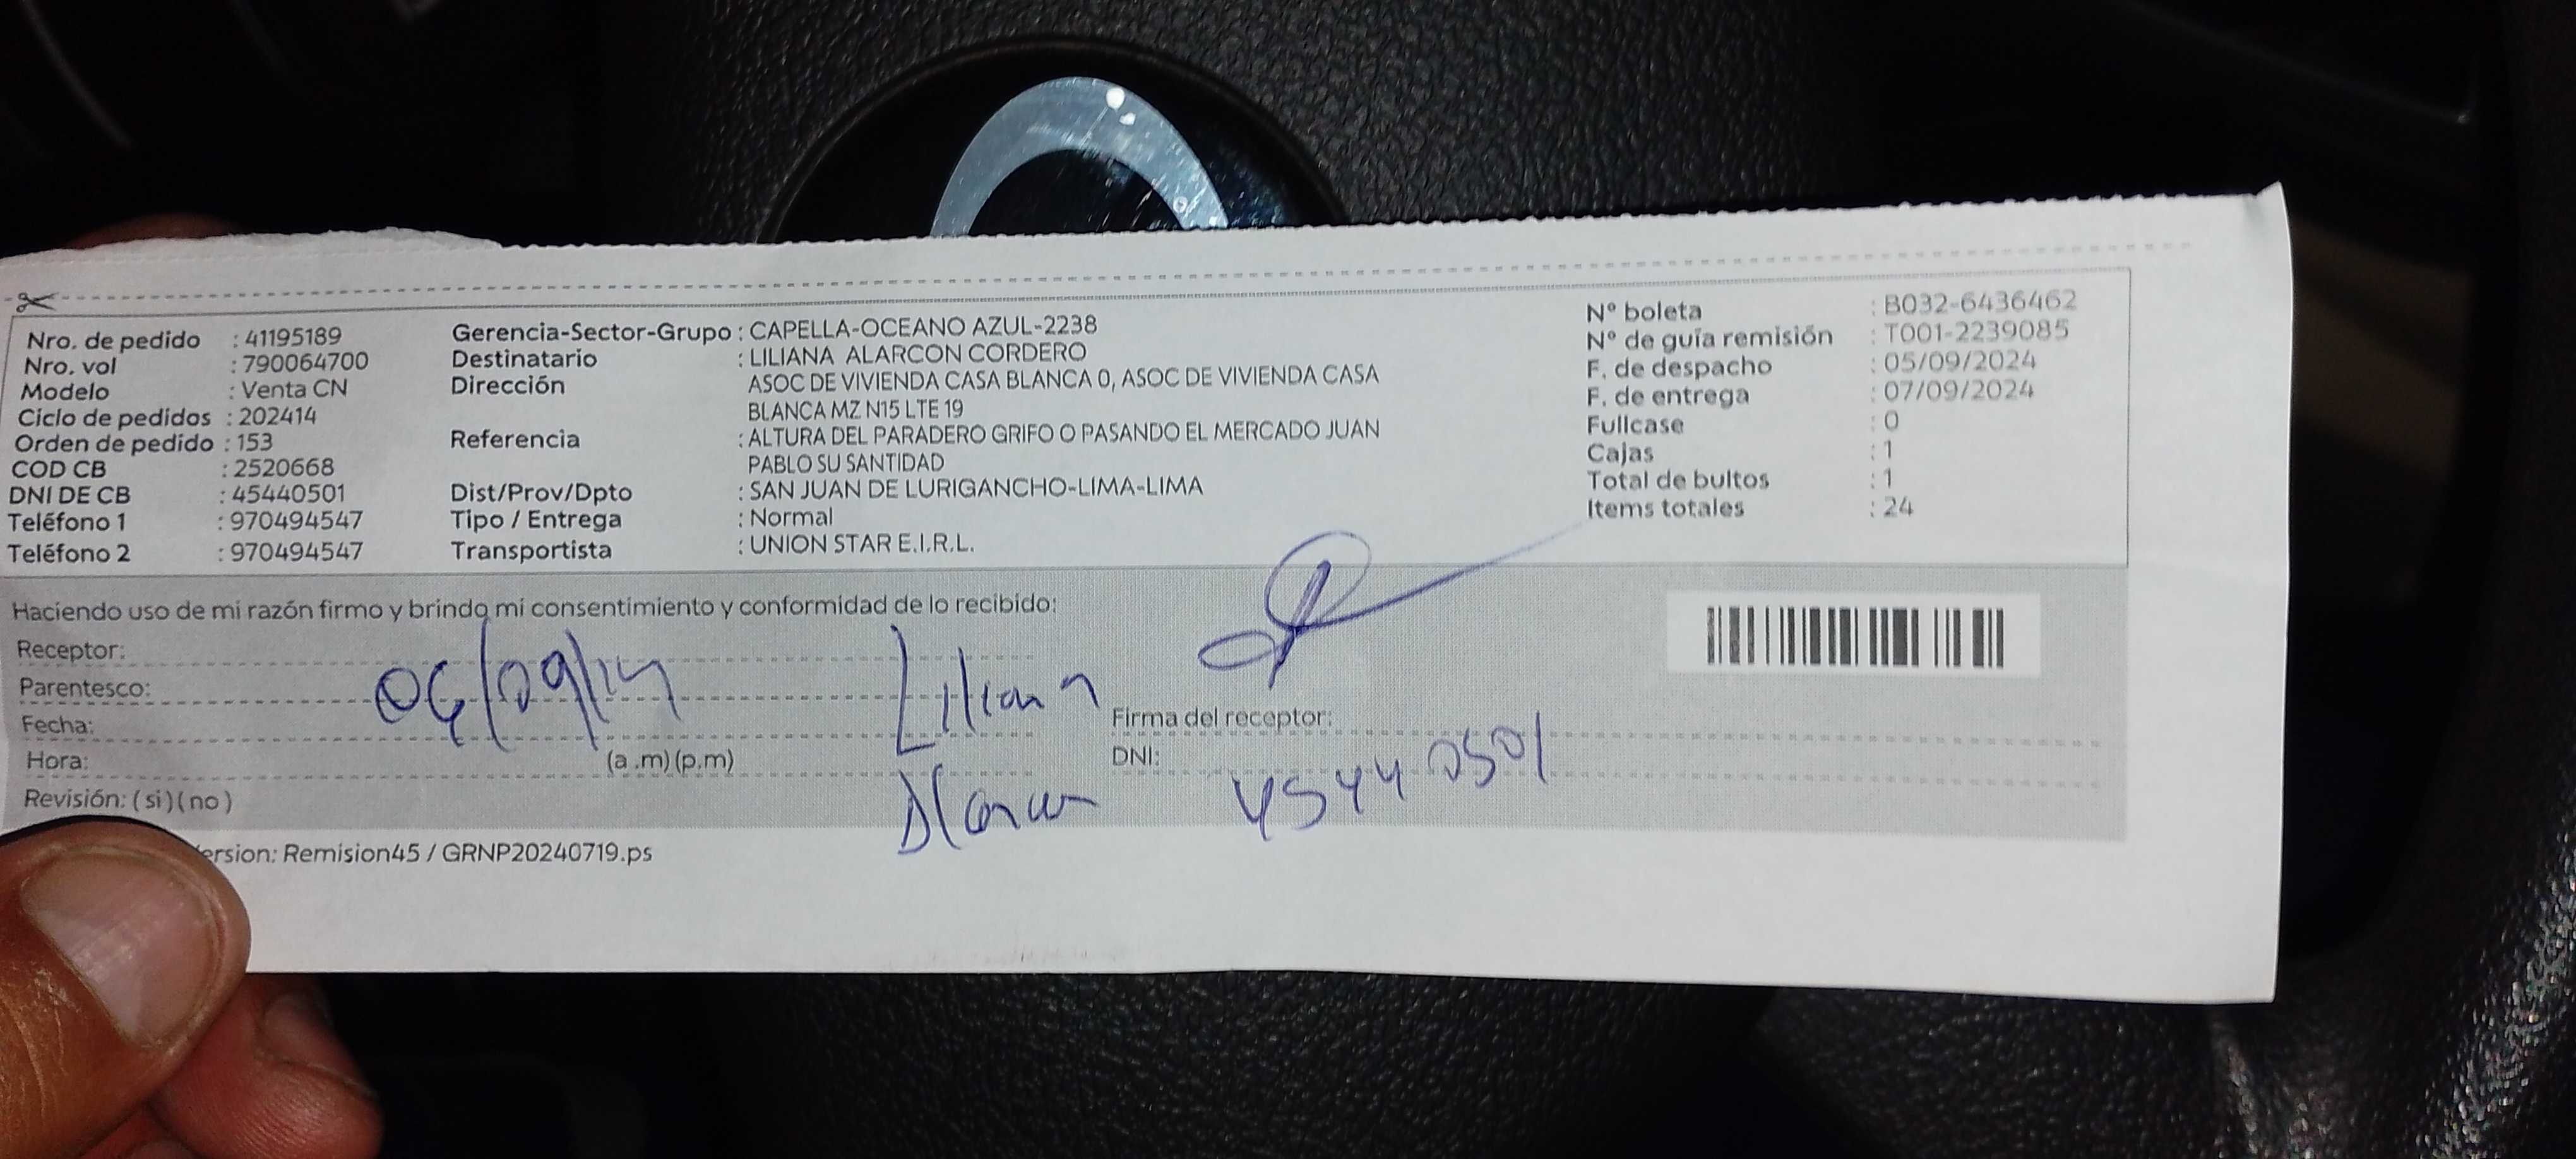 Nro. de pedido : 41195189
Nro. vol : 790064700
Modelo : Venta CN
Ciclo de pedidos : 202414
Orden de pedido : 153
COD CB : 2520668
DNI DE CB : 45440501
Teléfono 1 : 970494547
Teléfono 2 : 970494547
Gerencia-Sector-Grupo : CAPELLA-OCEANO AZUL-2238
Destinatario : LILIANA ALARCON CORDERO
Dirección ASOC DE VIVIENDA CASA BLANCA 0, ASOC DE VIVIENDA CASA
BLANCA MZ N15 LTE 19
Referencia : ALTURA DEL PARADERO GRIFO O PASANDO EL MERCADO JUAN
PABLO SU SANTIDAD
Dist/Prov/Dpto : SAN JUAN DE LURIGANCHO-LIMA-LIMA
Tipo / Entrega : Normal
Transportista : UNION STAR E.I.R.L.
N° boleta : B032-6436462
N° de guía remisión : T001-2239085
F. de despacho : 05/09/2024
F. de entrega : 07/09/2024
Fullcase : 0
Cajas : 1
Total de bultos : 1
Items totales : 24
Haciendo uso de mi razón firmo y brindo mi consentimiento y conformidad de lo recibido:
Receptor:
Parentesco:
Fecha:
Hora: (a.m)(p.m)
Revisión: (si)(no)
06/09/24
Liliana
Alarcon
Firma del receptor:
DNI:
45440501
ersion: Remision45 / GRNP20240719.ps